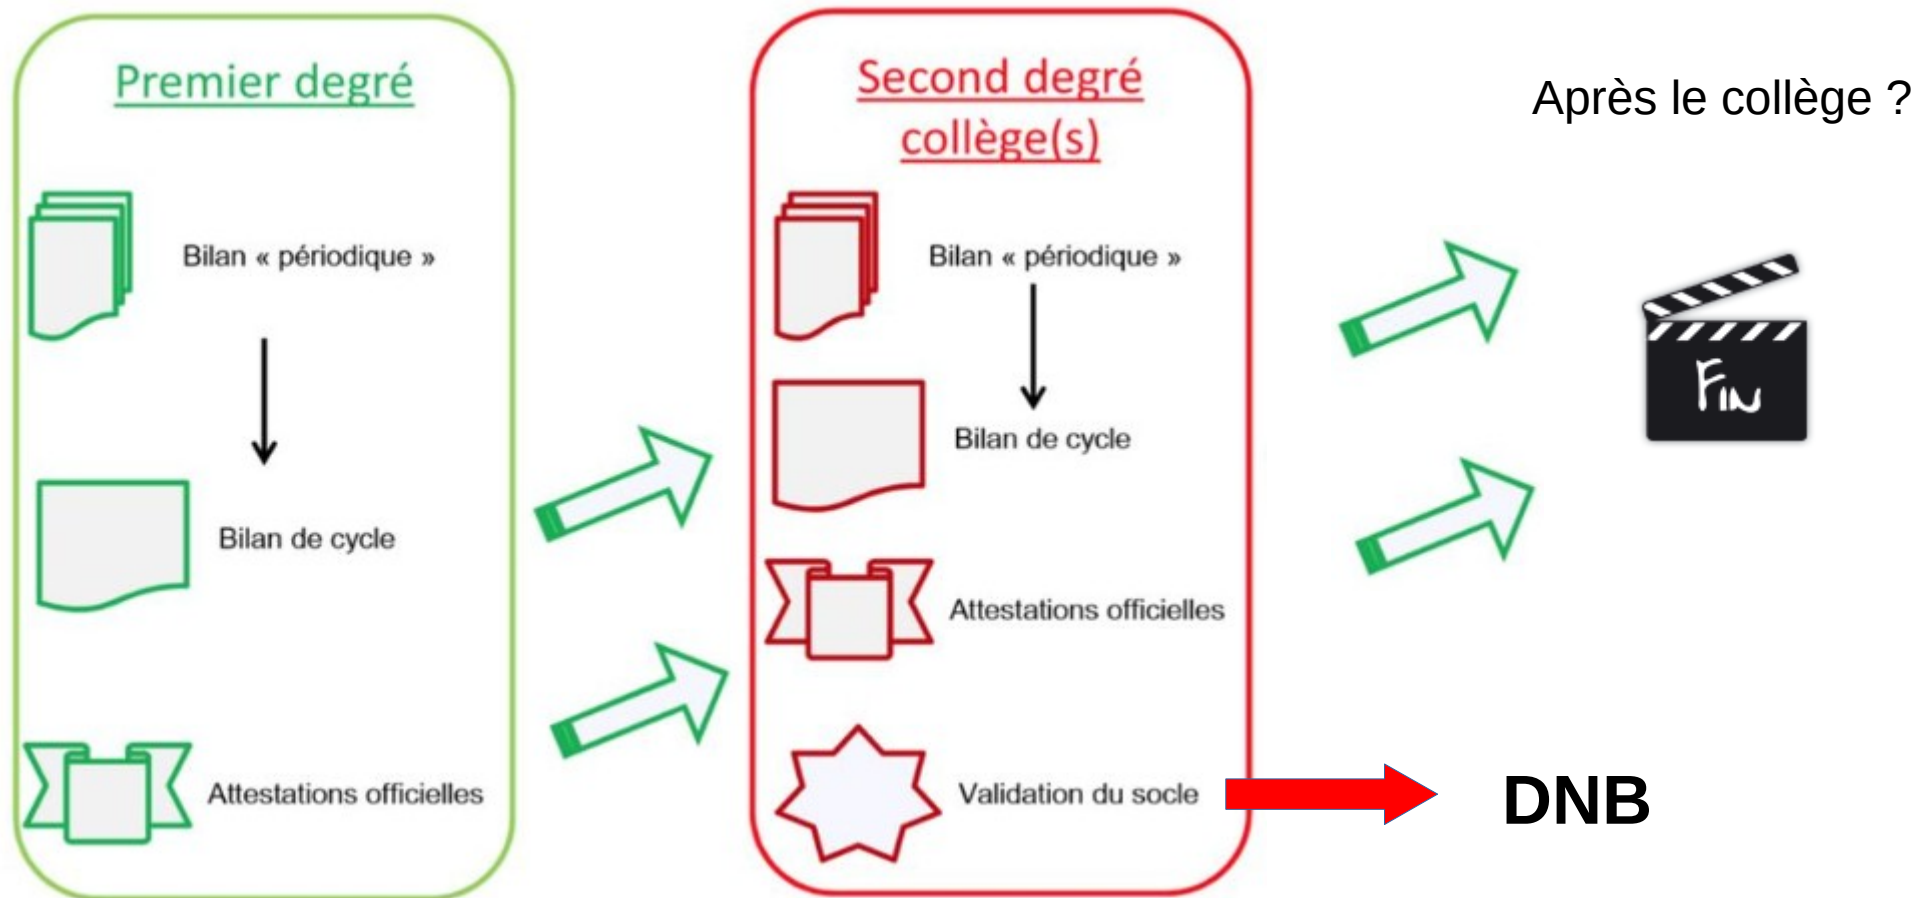 Premier degré
Bilan « périodique »
Bilan de cycle
Attestations officielles
Second degré
collège(s)
Bilan « périodique »
Bilan de cycle
Attestations officielles
Validation du socle
Après le collège ?
FIN
DNB